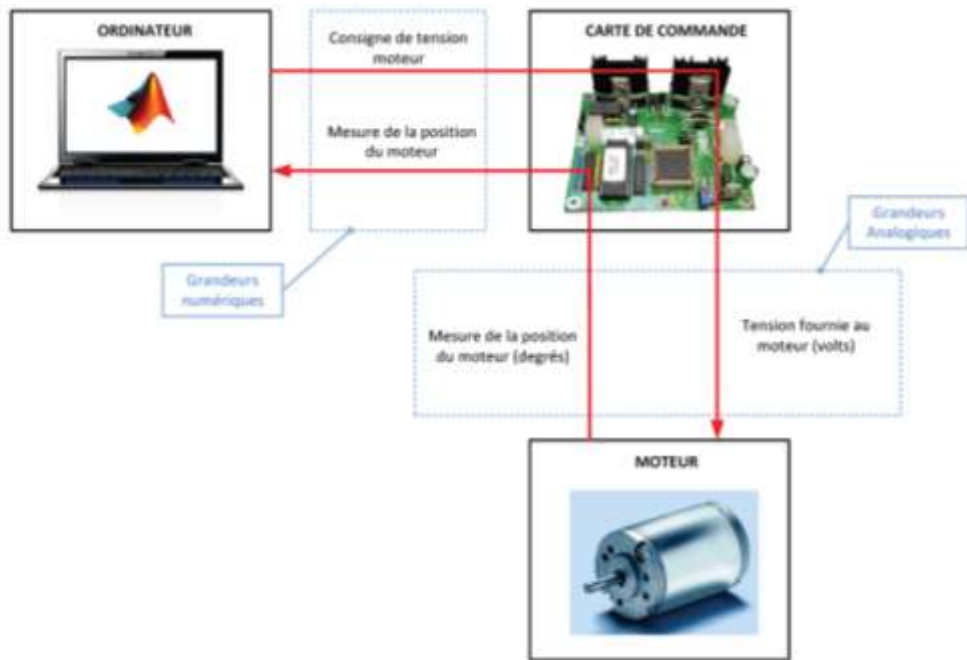 ORDINATEUR
Consigne de tension
moteur
Mesure de la position
du moteur
CARTE DE COMMANDE
Grandeurs
Analogiques
Grandeurs
numériques
Mesure de la position
du moteur (degrés)
Tension fournie au
moteur (volts)
MOTEUR